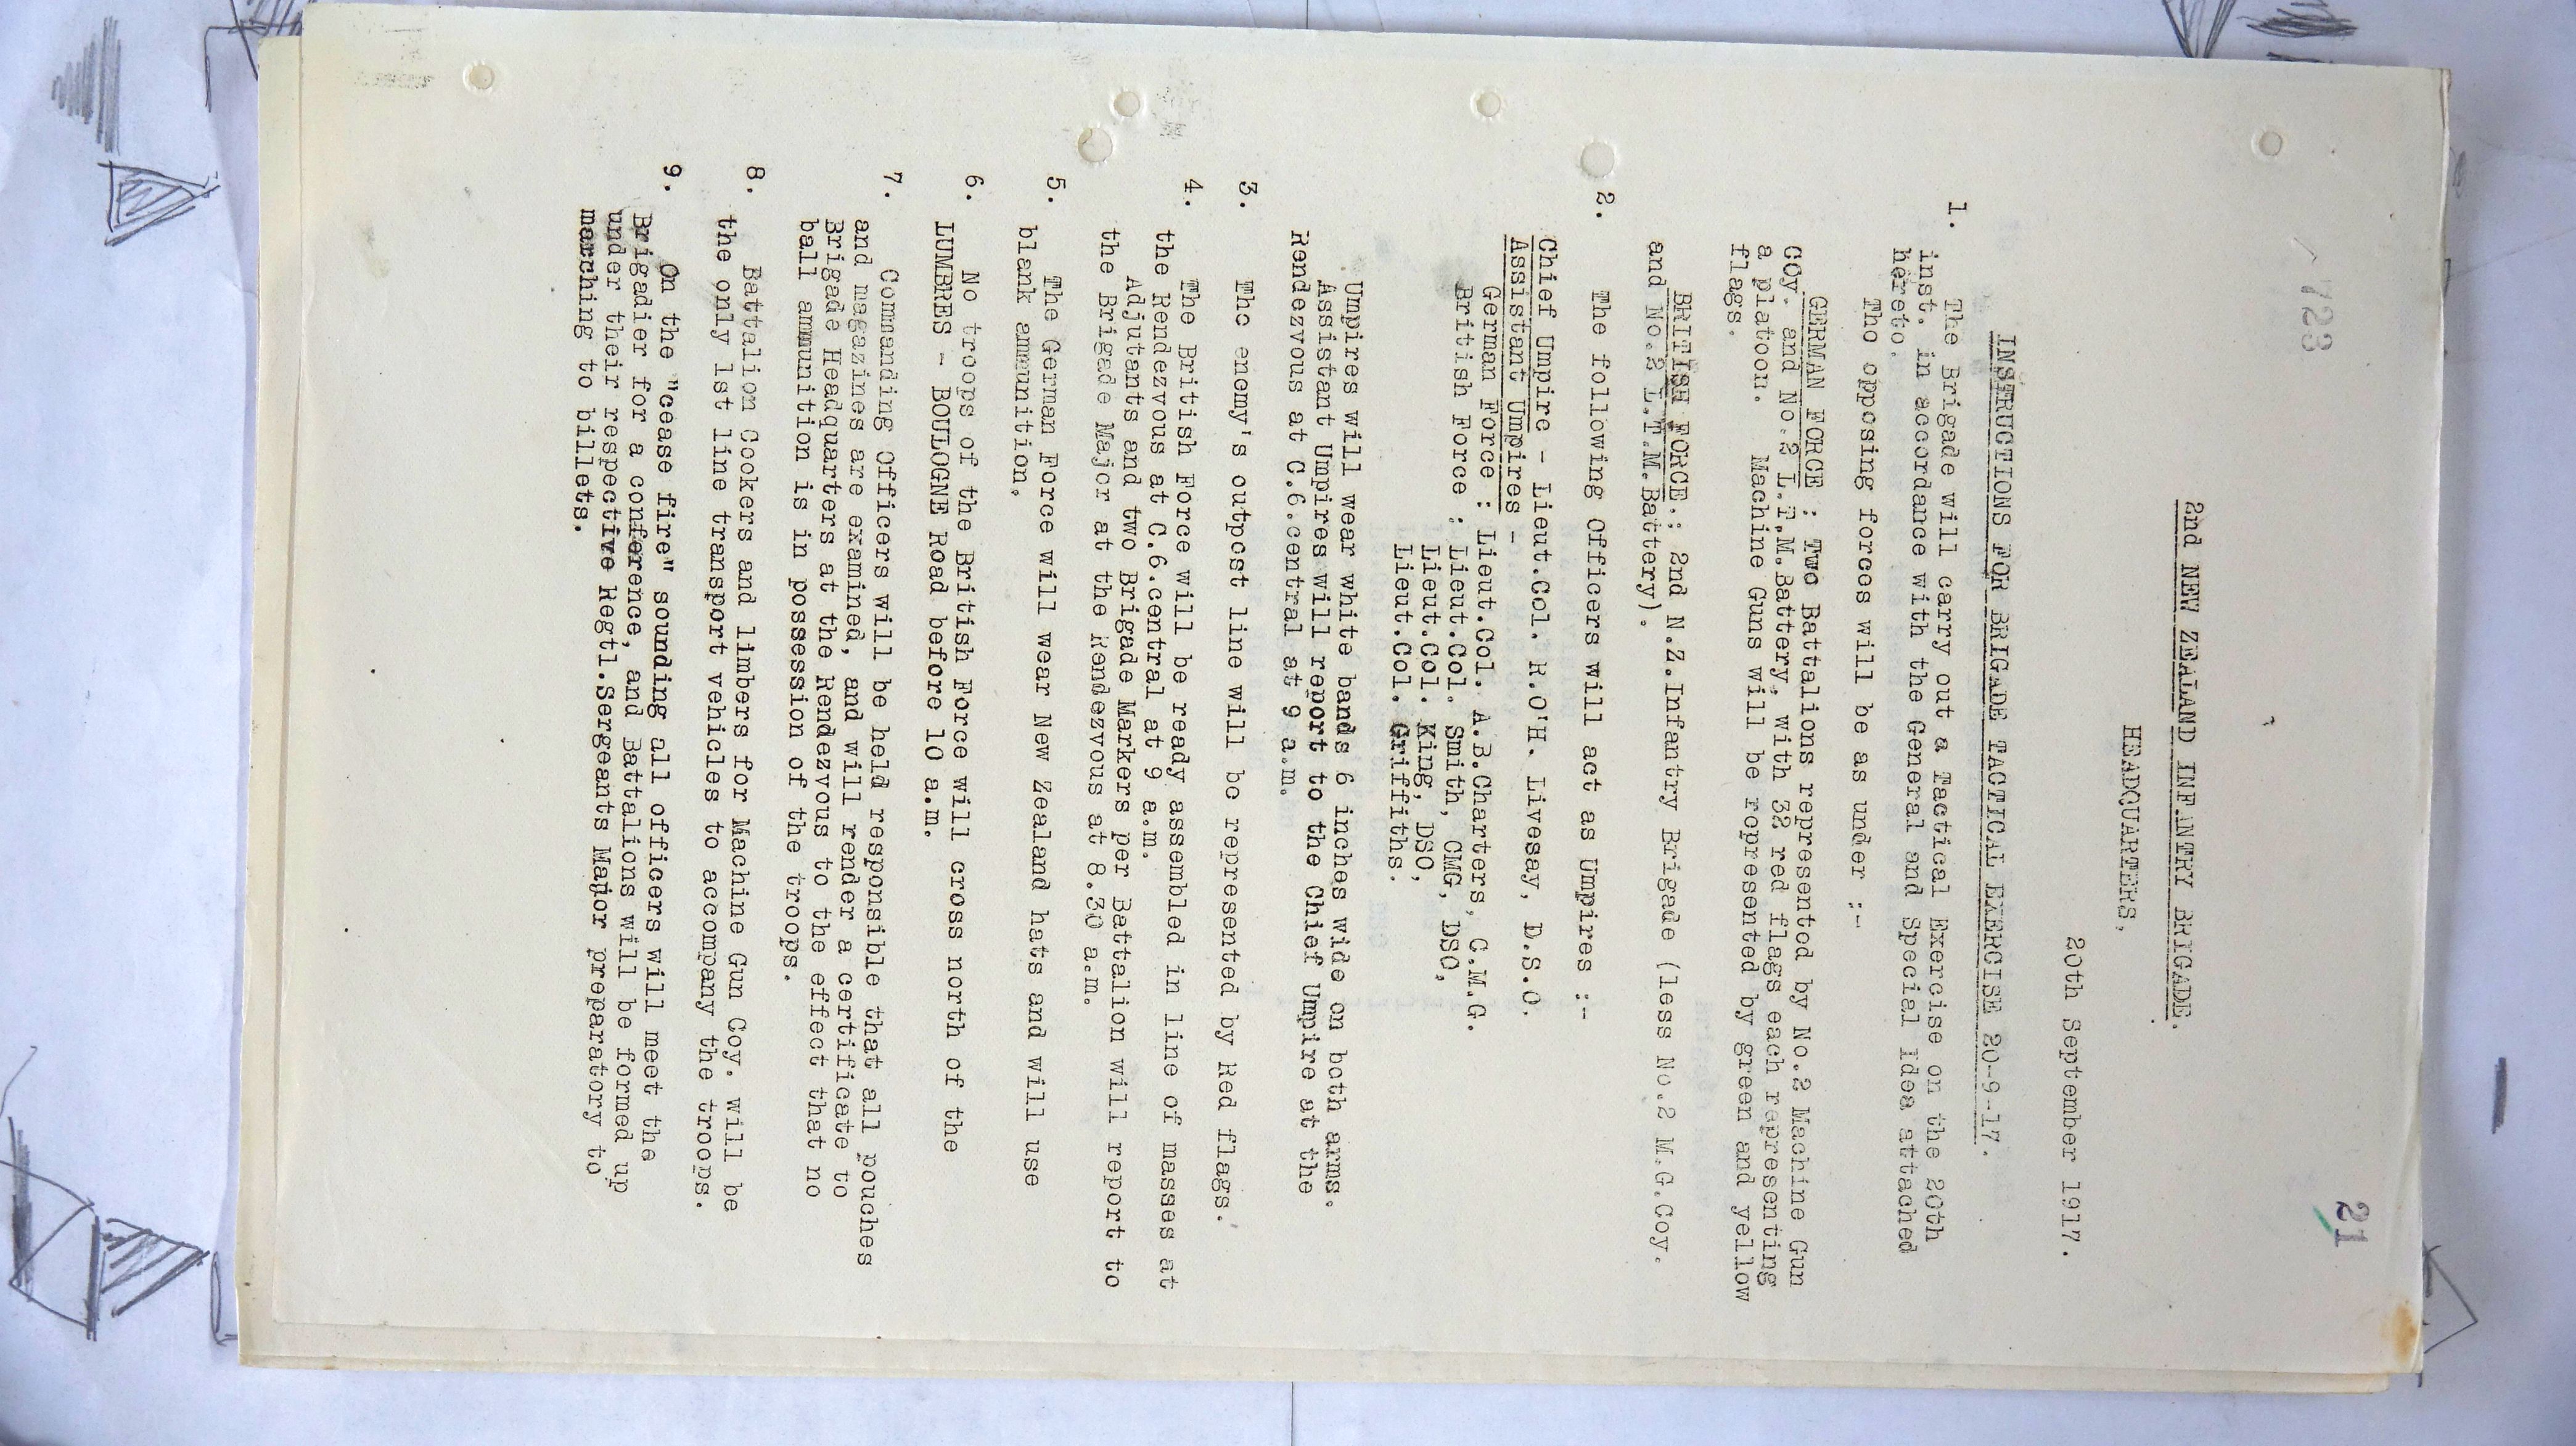 723
21
2nd NEW ZEALAND INFANTRY BRIGADE.
HEADQUARTERS,
20th September 1917.
INSTRUCTIONS FOR BRIGADE TACTICAL EXERCISE 20-9-17.
1. The Brigade will carry out a Tactical Exercise on the 20th
inst. in accordance with the General and Special Idea attached
hereto.
The opposing forces will be as under :-
GERMAN FORCE : Two Battalions represented by No.2 Machine Gun
Coy. and No.2 L.T.M.Battery, with 32 red flags each representing
a platoon. Machine Guns will be represented by green and yellow
flags.
BRITISH FORCE.: 2nd N.Z.Infantry Brigade (less No.2 M.G.Coy.
and No.2 L.T.M.Battery).
2. The following Officers will act as Umpires :-
Chief Umpire - Lieut.Col. R.O'H. Livesay, D.S.O.
Assistant Umpires -
German Force : Lieut.Col. A.B.Charters, C.M.G.
British Force : Lieut.Col. Smith, CMG, DSO,
Lieut.Col. King, DSO,
Lieut.Col. Griffiths.
Umpires will wear white bands 6 inches wide on both arms.
Assistant Umpires will report to the Chief Umpire at the
Rendezvous at C.6.central at 9 a.m.
3. The enemy's outpost line will be represented by Red flags.
4. The British Force will be ready assembled in line of masses at
the Rendezvous at C.6.central at 9 a.m.
Adjutants and two Brigade Markers per Battalion will report to
the Brigade Major at the Rendezvous at 8.30 a.m.
5. The German Force will wear New Zealand hats and will use
blank ammunition.
6. No troops of the British Force will cross north of the
LUMBRES - BOULOGNE Road before 10 a.m.
7. Commanding Officers will be held responsible that all pouches
and magazines are examined, and will render a certificate to
Brigade Headquarters at the Rendezvous to the effect that no
ball ammunition is in possession of the troops.
8. Battalion Cookers and limbers for Machine Gun Coy. will be
the only 1st line transport vehicles to accompany the troops.
9. On the "cease fire" sounding all officers will meet the
Brigadier for a conference, and Battalions will be formed up
under their respective Regtl.Sergeants Major preparatory to
marching to billets.